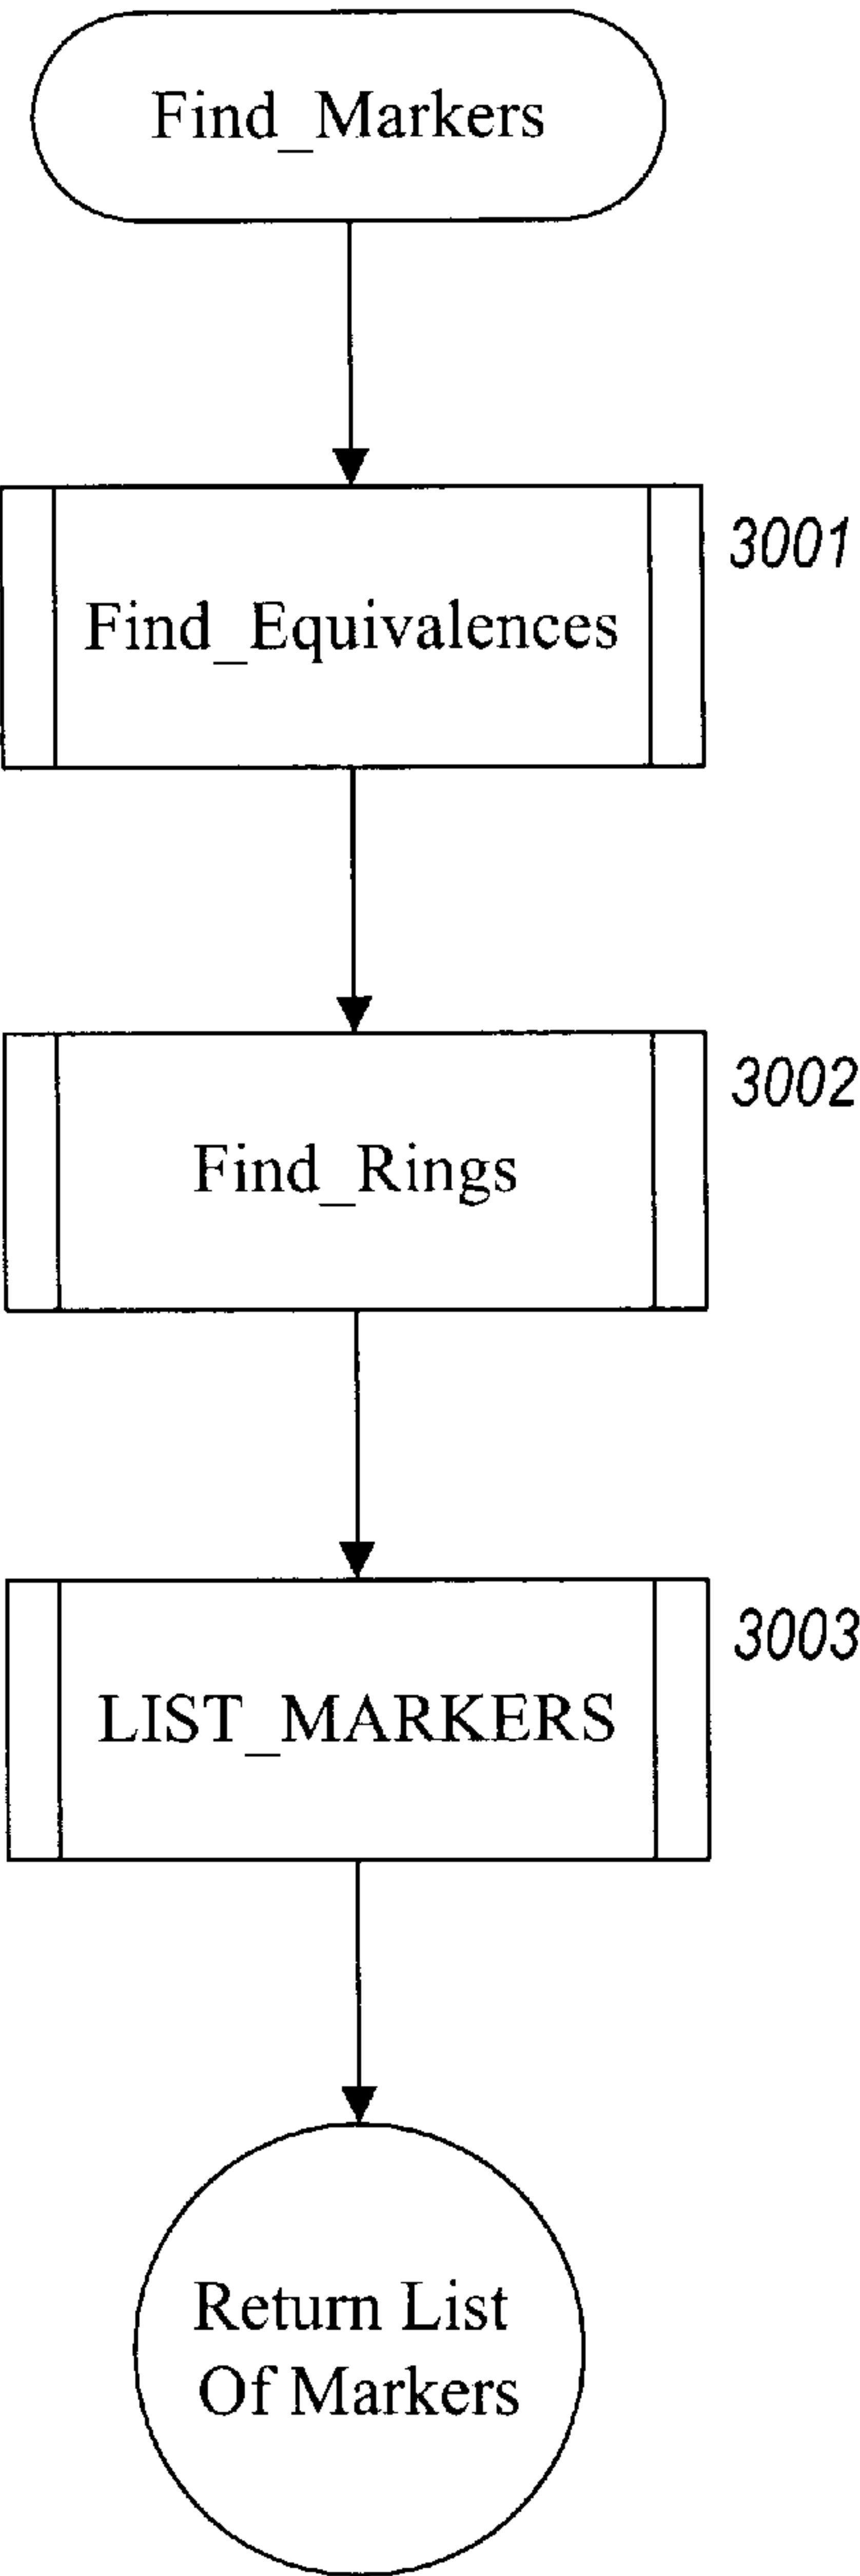 Find_Markers
3001
Find_Equivalences
3002
Find_Rings
3003
LIST_MARKERS
Return List
Of Markers